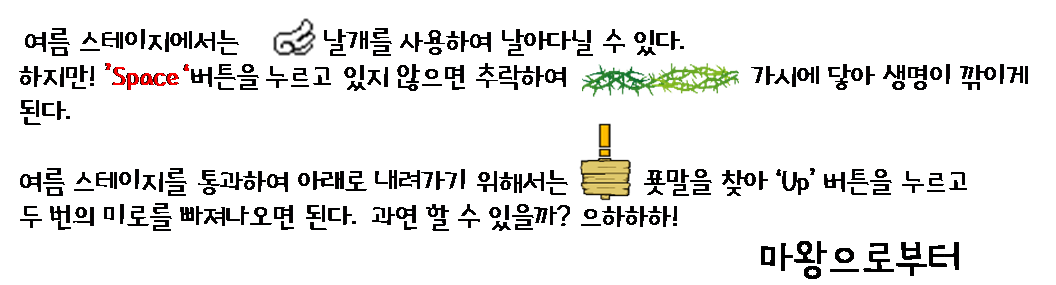 여름 스테이지에서는 날개를 사용하여 날아다닐 수 있다.
하지만! 'Space '버튼을 누르고 있지 않으면 추락하여 가시에 닿아 생명이 깎이게
된다.
여름 스테이지를 통과하여 아래로 내려가기 위해서는 푯말을 찾아 'Up' 버튼을 누르고
두 번의 미로를 빠져나오면 된다. 과연 할 수 있을까? 으하하하!
마왕으로부터